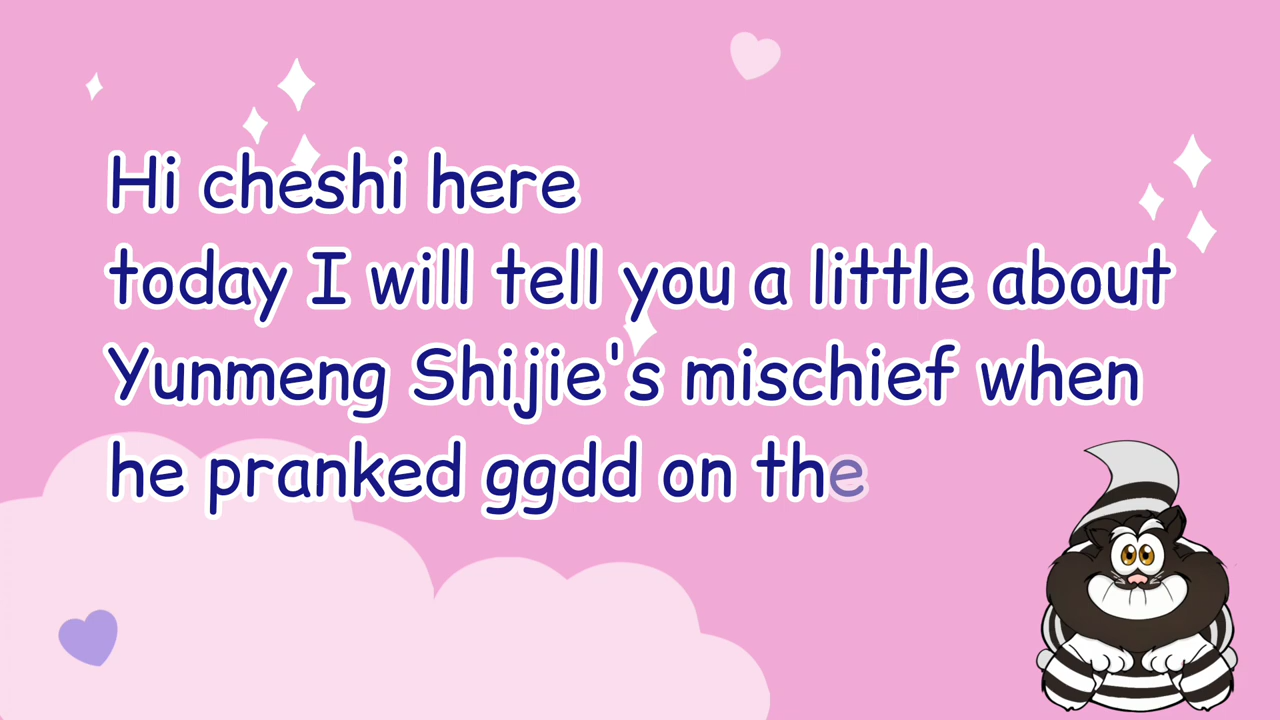 Hi cheshi here
today I will tell you a little about
Yunmeng Shijie's mischief when
he pranked ggdd on the